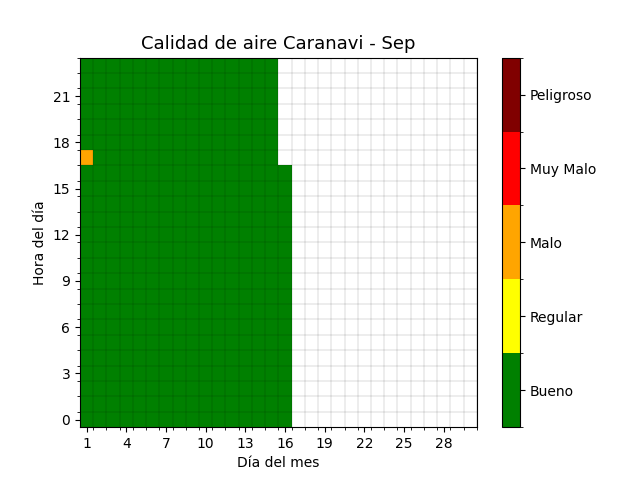 Calidad de aire Caranavi - Sep
Hora del día
21
18
15
12
9
6
3
0
1 4 7 10 13 16 19 22 25 28
Día del mes
Peligroso
Muy Malo
Malo
Regular
Bueno